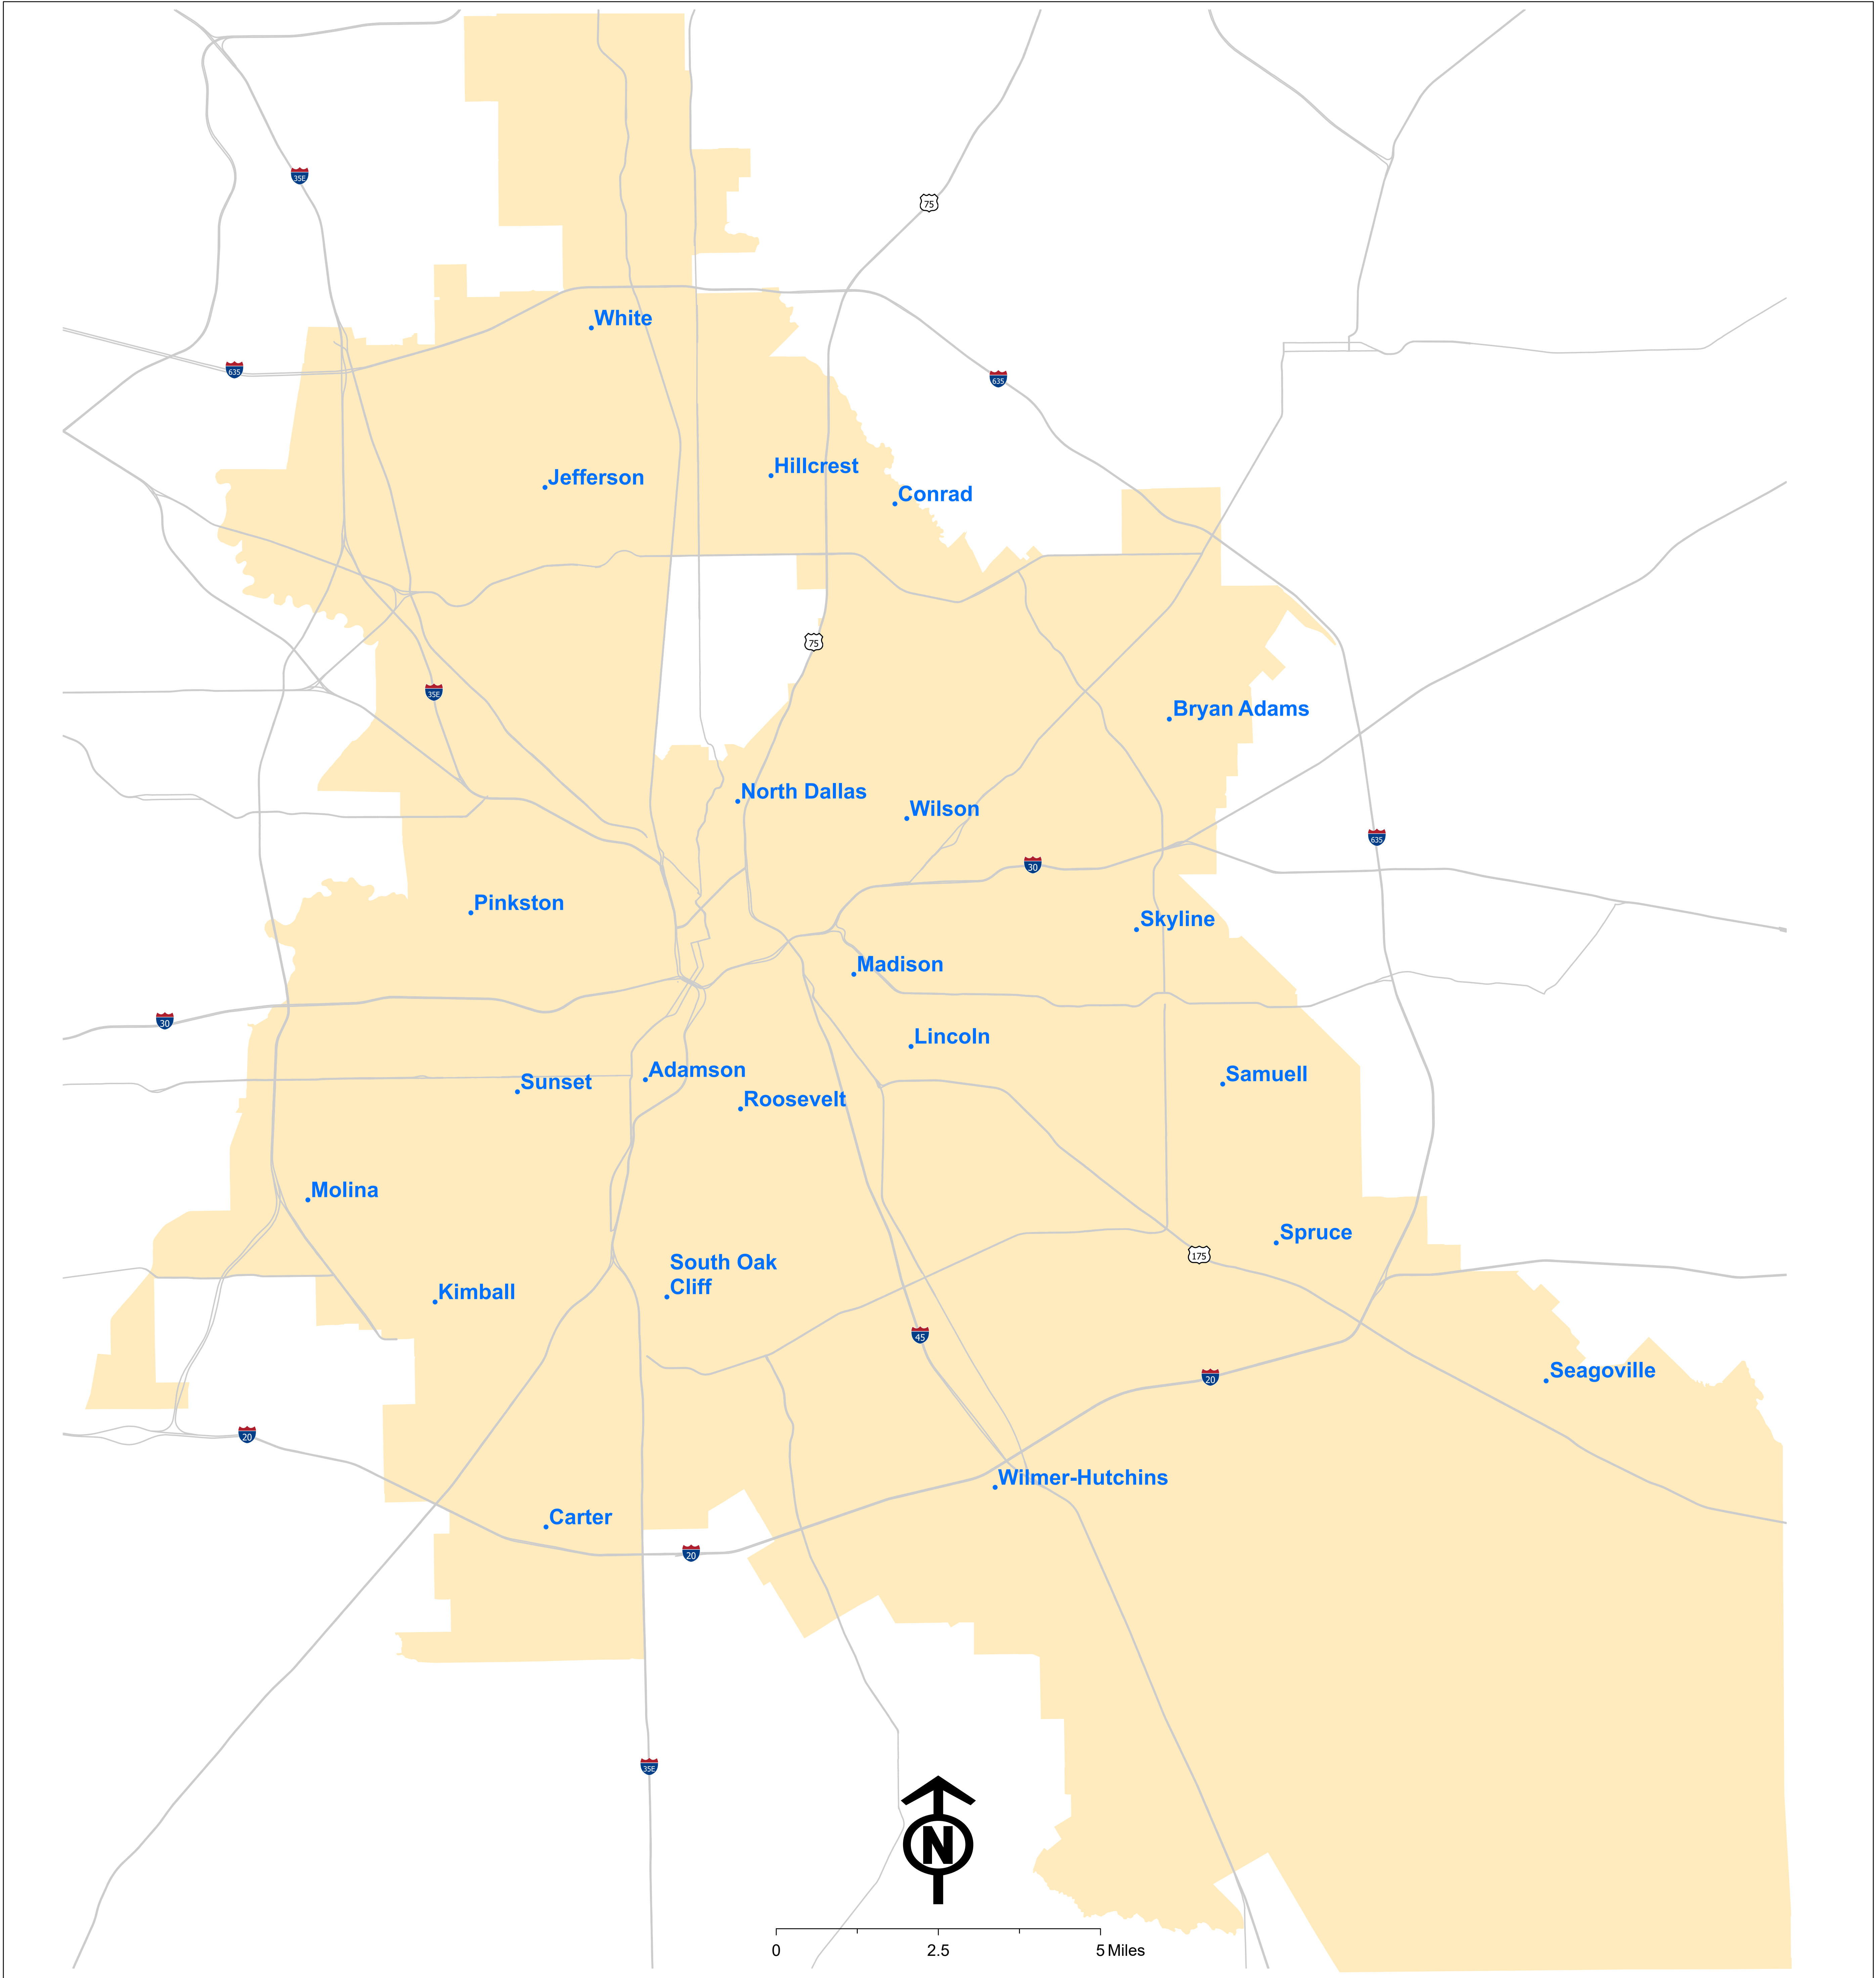 35E
75
White
635
635
Hillcrest
Jefferson
Conrad
75
35E
Bryan Adams
North Dallas
Wilson
635
30
Pinkston
Skyline
Madison
30
Lincoln
Adamson
Samuell
Sunset
Roosevelt
Molina
Spruce
175
South Oak
Cliff
Kimball
45
Seagoville
20
20
Wilmer-Hutchins
Carter
20
35E
N
0 2.5 5 Miles